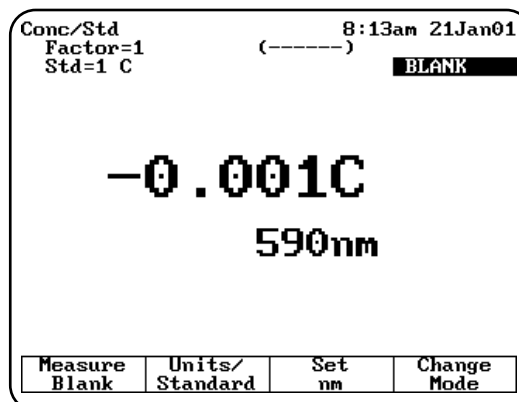 Conc/Std 8:13am 21Jan01
Factor=1 (------)
Std=1 C BLANK
-0.001C
590nm
Measure Units/ Set Change
Blank Standard nm Mode